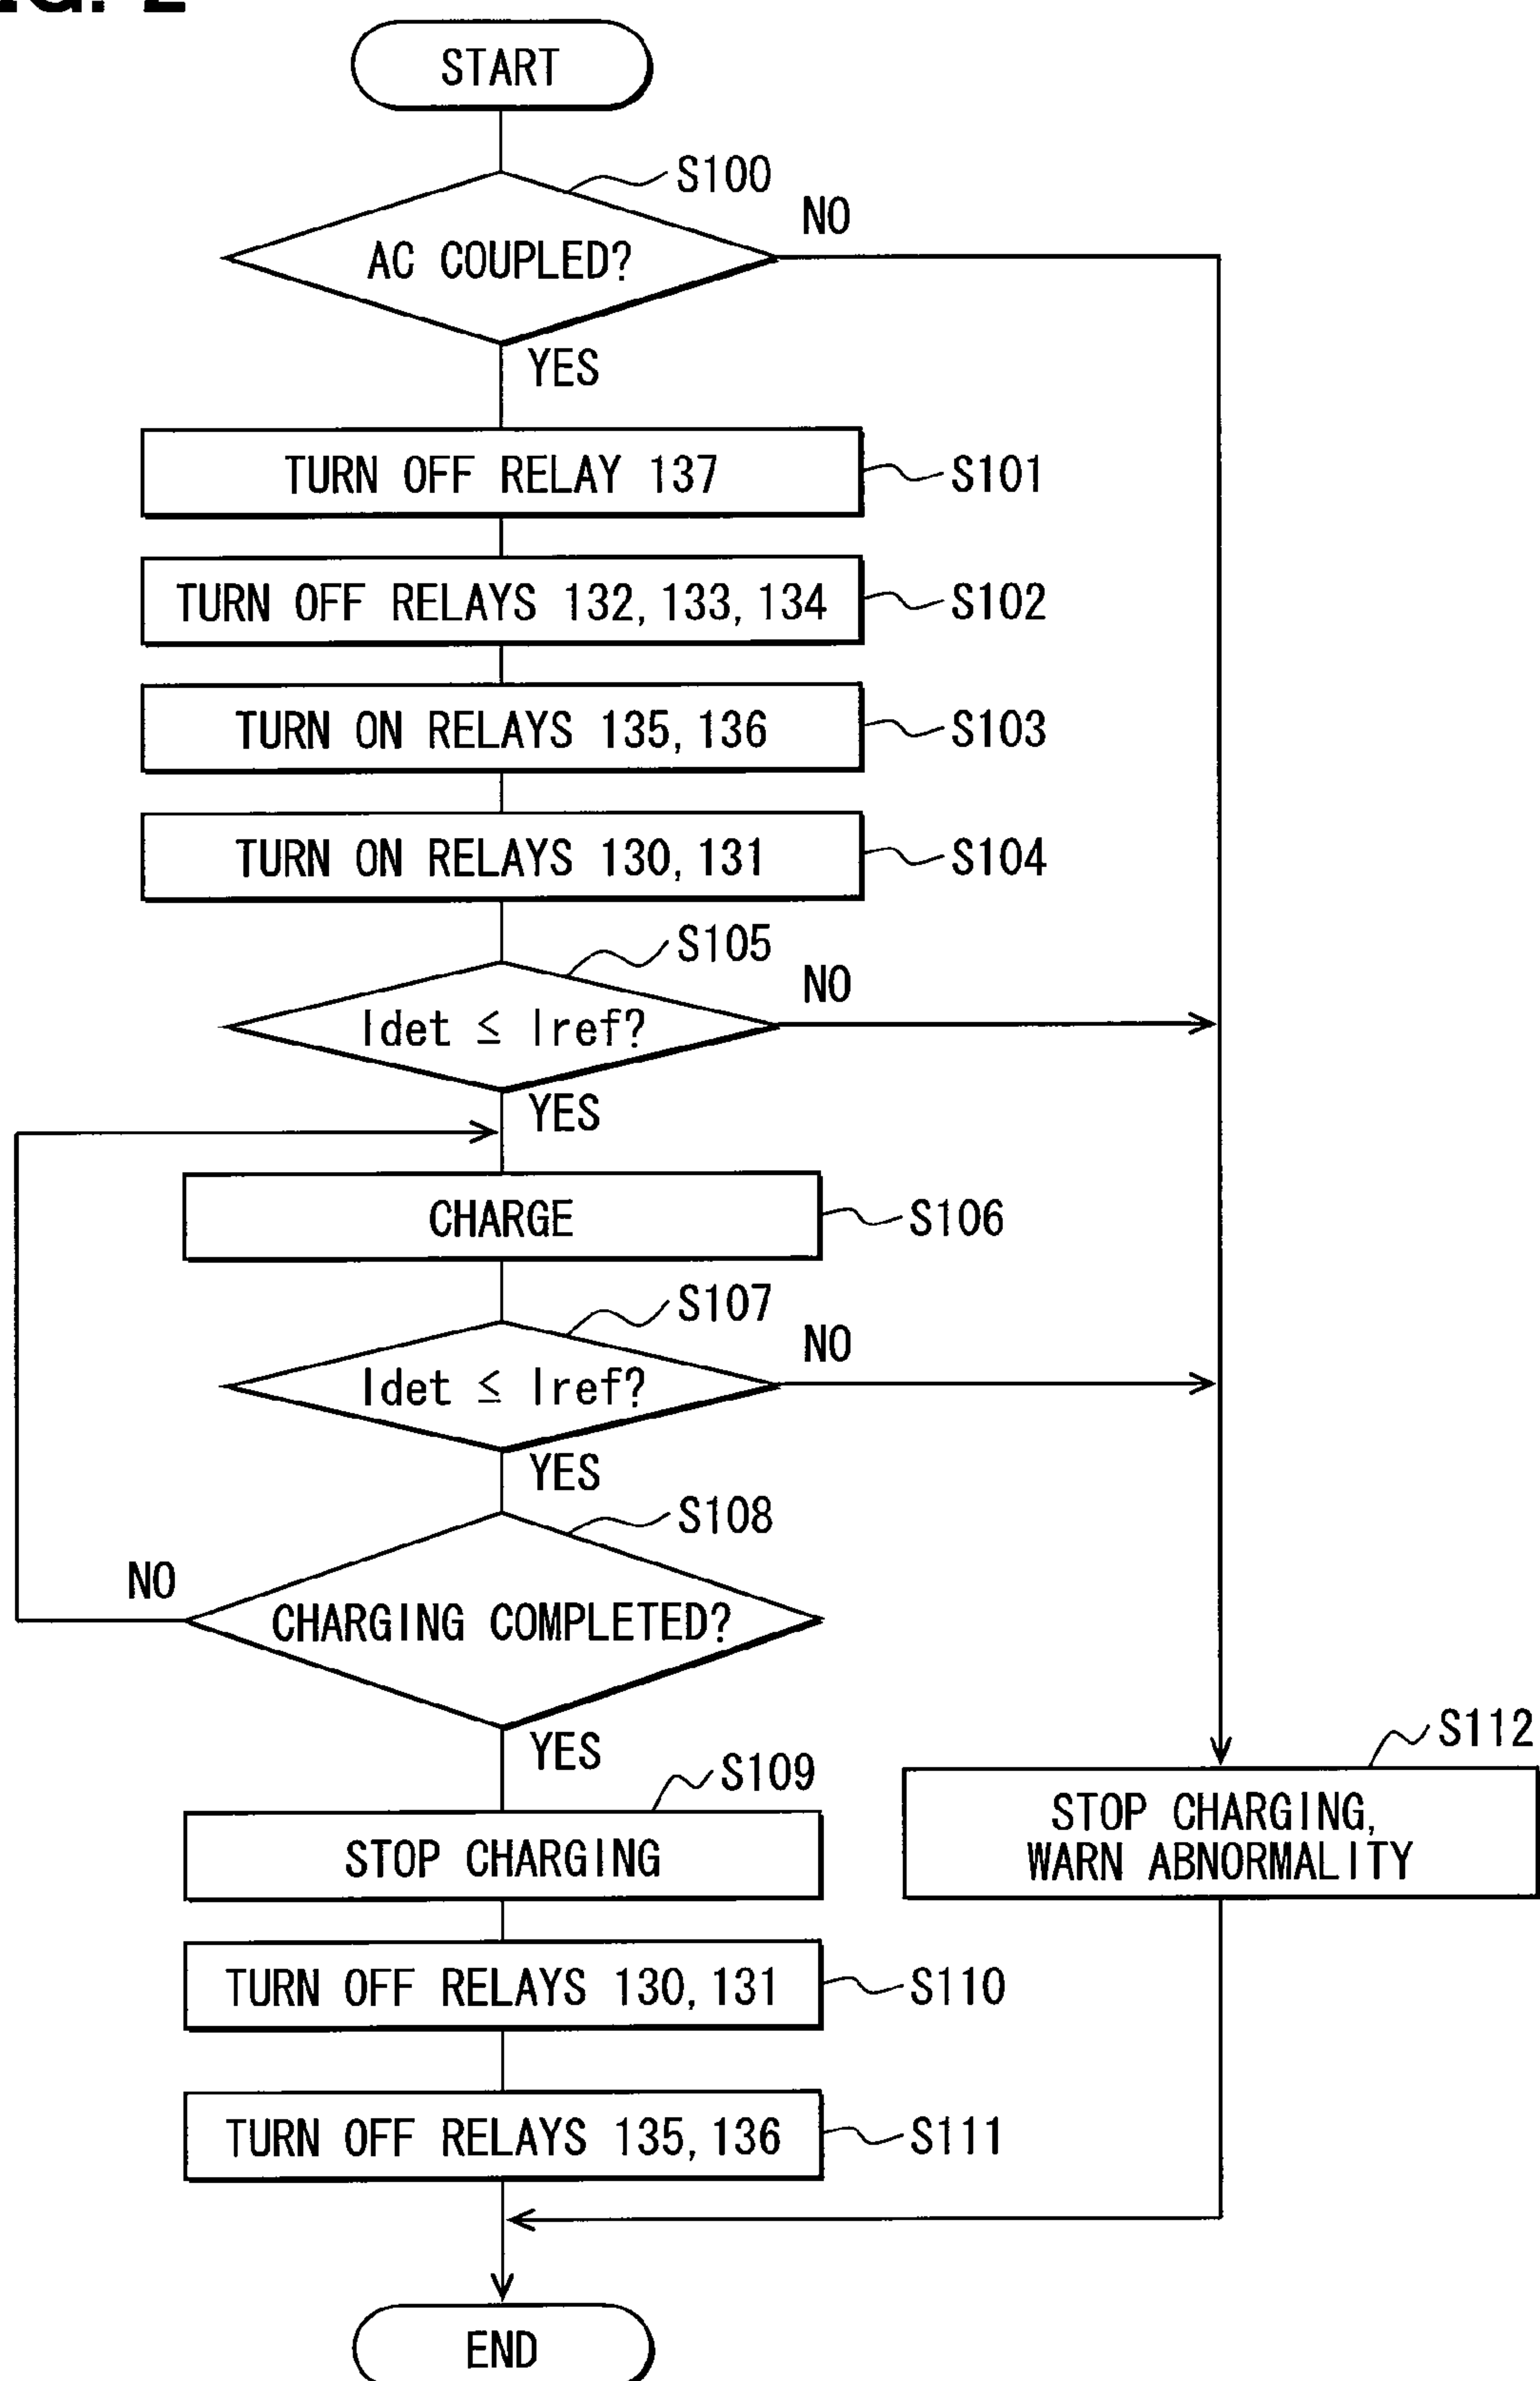 START
S100
NO
AC COUPLED?
YES
TURN OFF RELAY 137
S101
TURN OFF RELAYS 132, 133, 134
S102
TURN ON RELAYS 135, 136
S103
TURN ON RELAYS 130, 131
S104
S105
NO
Idet ≤ Iref?
YES
CHARGE
S106
S107
NO
Idet ≤ Iref?
YES
S108
NO
CHARGING COMPLETED?
YES
S109
STOP CHARGING
S112
STOP CHARGING,
WARN ABNORMALITY
TURN OFF RELAYS 130, 131
S110
TURN OFF RELAYS 135, 136
S111
END